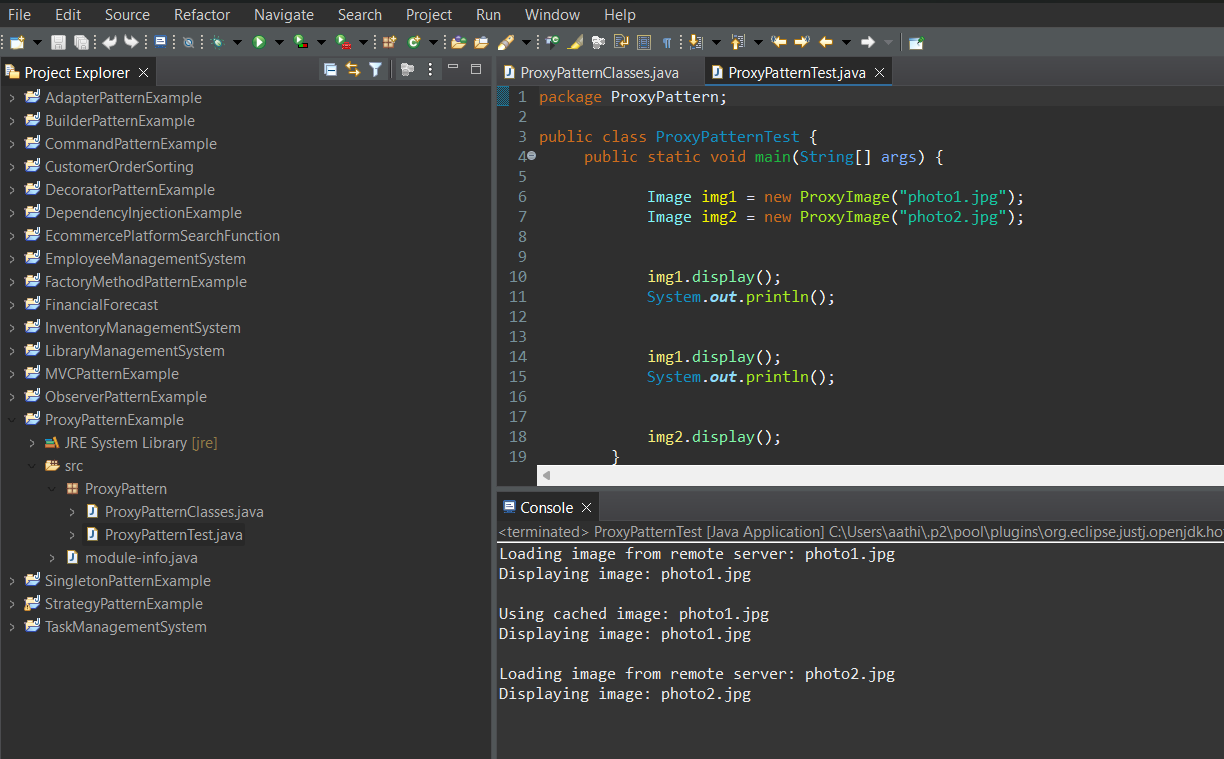 File Edit Source Refactor Navigate Search Project Run Window Help
Project Explorer
AdapterPatternExample
BuilderPatternExample
CommandPatternExample
CustomerOrderSorting
DecoratorPatternExample
DependencyInjectionExample
EcommercePlatformSearchFunction
EmployeeManagementSystem
FactoryMethodPatternExample
FinancialForecast
InventoryManagementSystem
LibraryManagementSystem
MVCPatternExample
ObserverPatternExample
ProxyPatternExample
JRE System Library [jre]
src
ProxyPattern
ProxyPatternClasses.java
ProxyPatternTest.java
module-info.java
SingletonPatternExample
StrategyPatternExample
TaskManagementSystem
ProxyPatternClasses.java ProxyPatternTest.java
1 package ProxyPattern;
2
3 public class ProxyPatternTest {
4 public static void main(String[] args) {
5
6 Image img1 = new ProxyImage("photo1.jpg");
7 Image img2 = new ProxyImage("photo2.jpg");
8
9
10 img1.display();
11 System.out.println();
12
13
14 img1.display();
15 System.out.println();
16
17
18 img2.display();
19 }
Console
<terminated> ProxyPatternTest [Java Application] C:\Users\aathi\.p2\pool\plugins\org.eclipse.justj.openjdk.ho
Loading image from remote server: photo1.jpg
Displaying image: photo1.jpg
Using cached image: photo1.jpg
Displaying image: photo1.jpg
Loading image from remote server: photo2.jpg
Displaying image: photo2.jpg